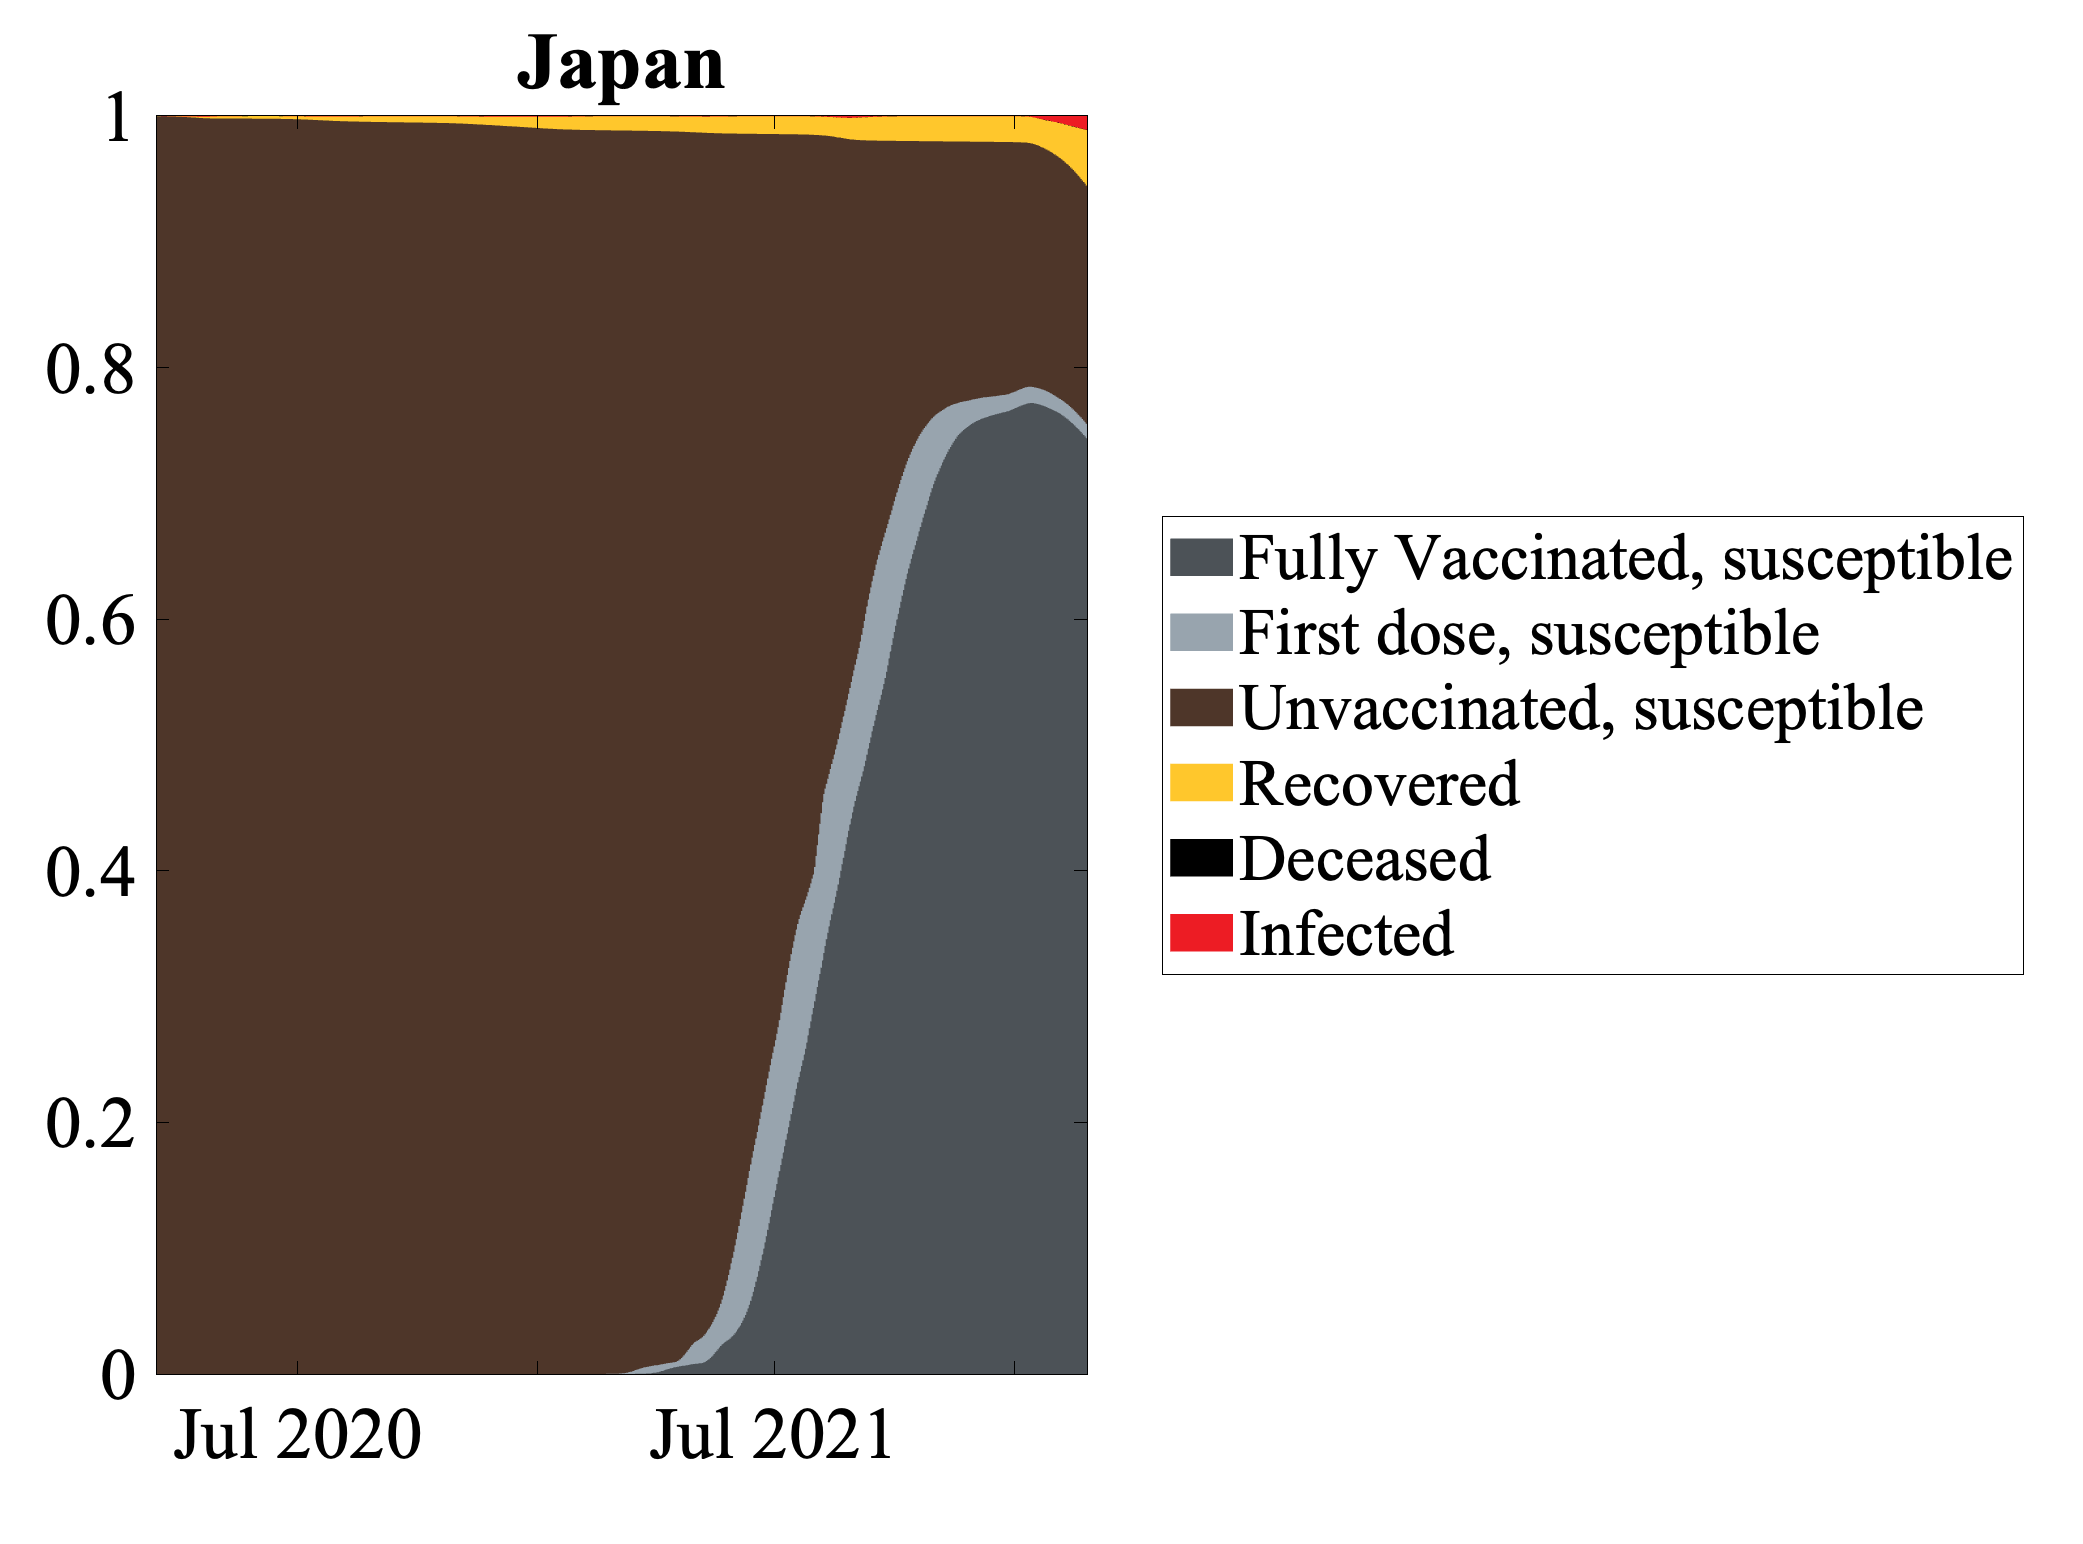 Japan
1
0.8
0.6
0.4
0.2
0
Jul 2020
Jul 2021
Fully Vaccinated, susceptible
First dose, susceptible
Unvaccinated, susceptible
Recovered
Deceased
Infected